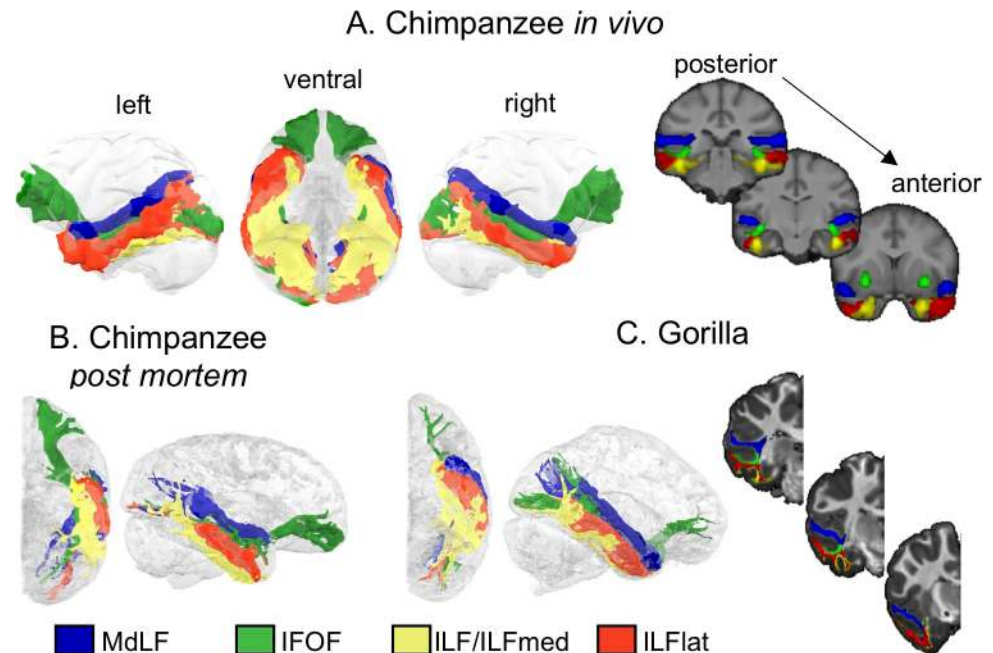 A. Chimpanzee in vivo
left
ventral
right
posterior
anterior
B. Chimpanzee
post mortem
C. Gorilla
MdLF
IFOF
ILF/ILFmed
ILFlat